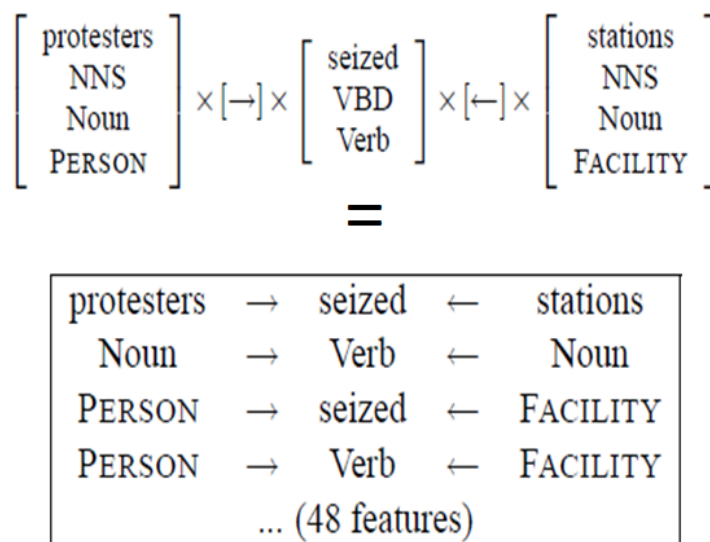 [ protesters NNS Noun PERSON ] × [→] × [ seized VBD Verb ] × [←] × [ stations NNS Noun FACILITY ]
=
protesters → seized ← stations
Noun → Verb ← Noun
PERSON → seized ← FACILITY
PERSON → Verb ← FACILITY
... (48 features)